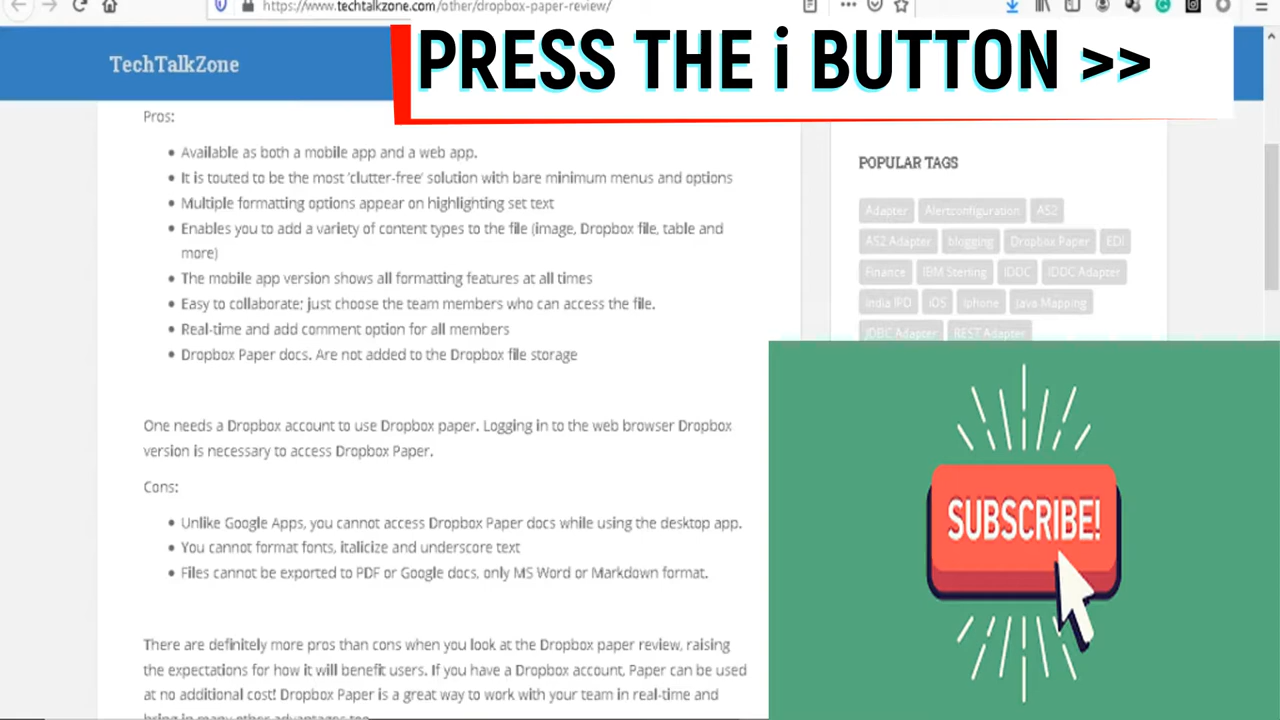 https://www.techtalkzone.com/other/dropbox-paper-review/
PRESS THE i BUTTON >>
TechTalkZone
Pros:
Available as both a mobile app and a web app.
It is touted to be the most 'clutter-free' solution with bare minimum menus and options
Multiple formatting options appear on highlighting set text
Enables you to add a variety of content types to the file (image, Dropbox file, table and
more)
The mobile app version shows all formatting features at all times
Easy to collaborate; just choose the team members who can access the file.
Real-time and add comment option for all members
Dropbox Paper docs. Are not added to the Dropbox file storage
One needs a Dropbox account to use Dropbox paper. Logging in to the web browser Dropbox
version is necessary to access Dropbox Paper.
Cons:
Unlike Google Apps, you cannot access Dropbox Paper docs while using the desktop app.
You cannot format fonts, italicize and underscore text
Files cannot be exported to PDF or Google docs, only MS Word or Markdown format.
There are definitely more pros than cons when you look at the Dropbox paper review, raising
the expectations for how it will benefit users. If you have a Dropbox account, Paper can be used
at no additional cost! Dropbox Paper is a great way to work with your team in real-time and
bring in many other advantages too
POPULAR TAGS
Adapter Alertconfiguration AS2
AS2 Adapter blogging Dropbox Paper EDI
Finance IBM Sterling IDDC IDDC Adapter
India IPD iOS Iphone Java Mapping
JDBC Adapter REST Adapter
SUBSCRIBE!